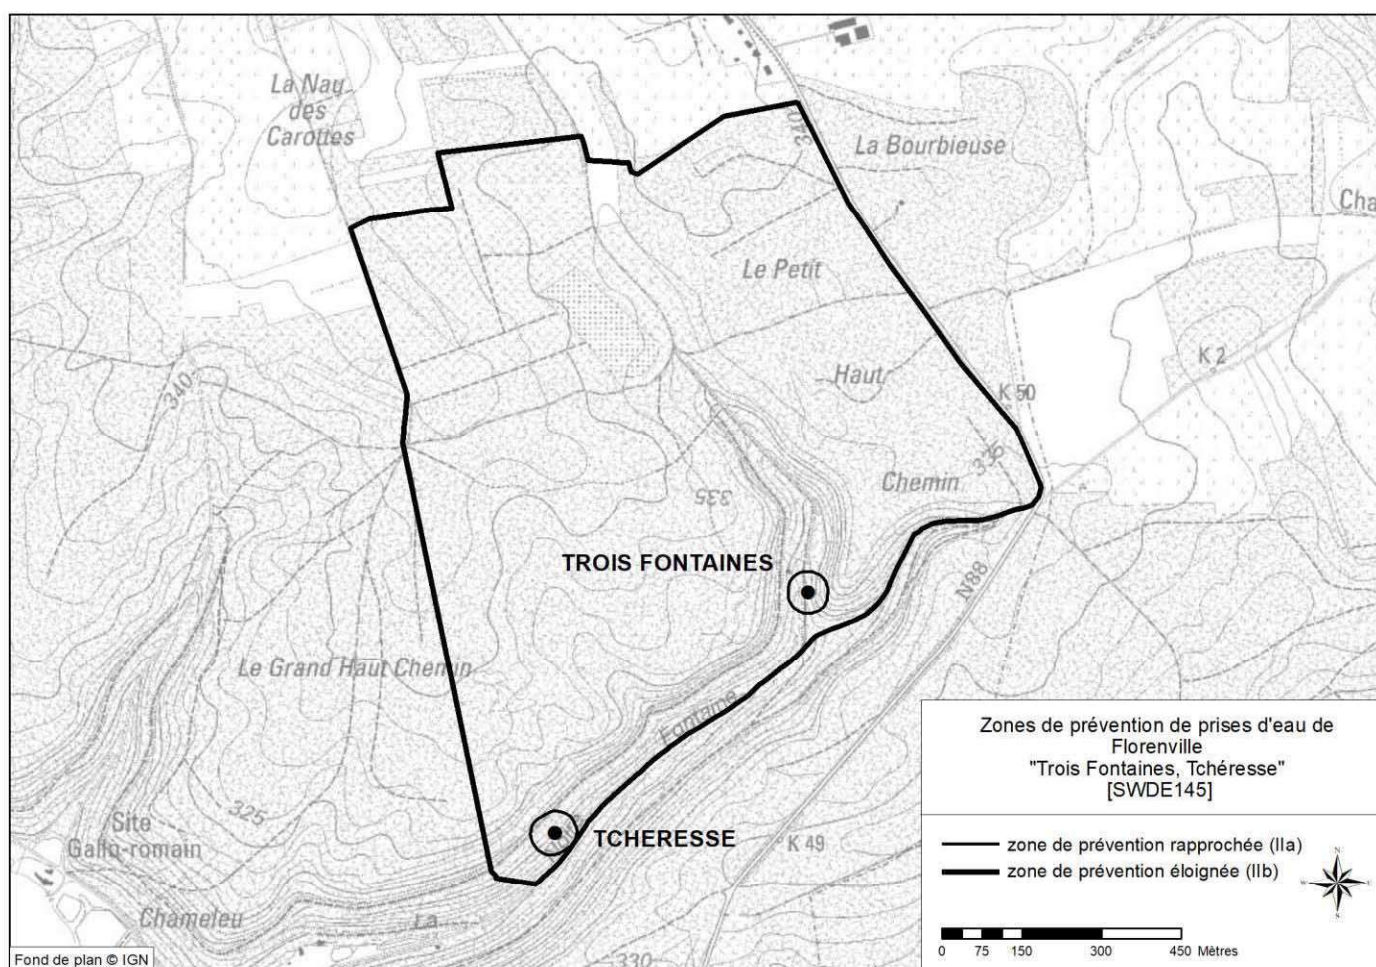 La Nau
des
Carottes
340
La Bourbieuse
Cha
Le Petit
K 2
340
Haut
K 50
335
Chemin
335
TROIS FONTAINES
N88
Le Grand Haut Chemin
Fontaine
Zones de prévention de prises d'eau de
Florenville
"Trois Fontaines, Tchéresse"
[SWDE145]
325
Site
Gallo-romain
TCHERESSE
K 49
zone de prévention rapprochée (IIa)
zone de prévention éloignée (IIb)
N
W
E
S
Chameleu
La
330
0 75 150 300 450 Mètres
Fond de plan © IGN